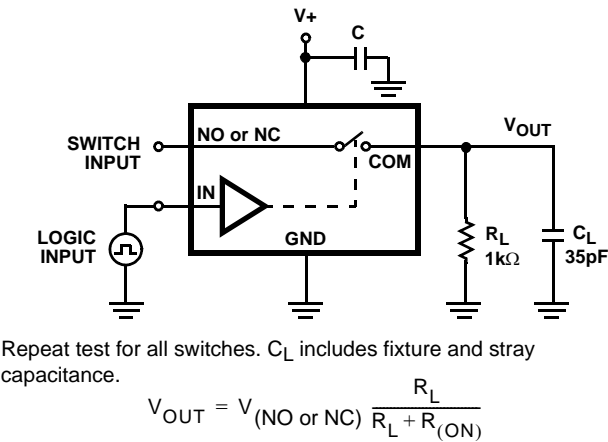 V+
C
SWITCH
INPUT
NO or NC
COM
V_OUT
IN
LOGIC
INPUT
GND
R_L
1kΩ
C_L
35pF
Repeat test for all switches. C_L includes fixture and stray
capacitance.
V_OUT = V_(NO or NC) R_L / (R_L + R_(ON))